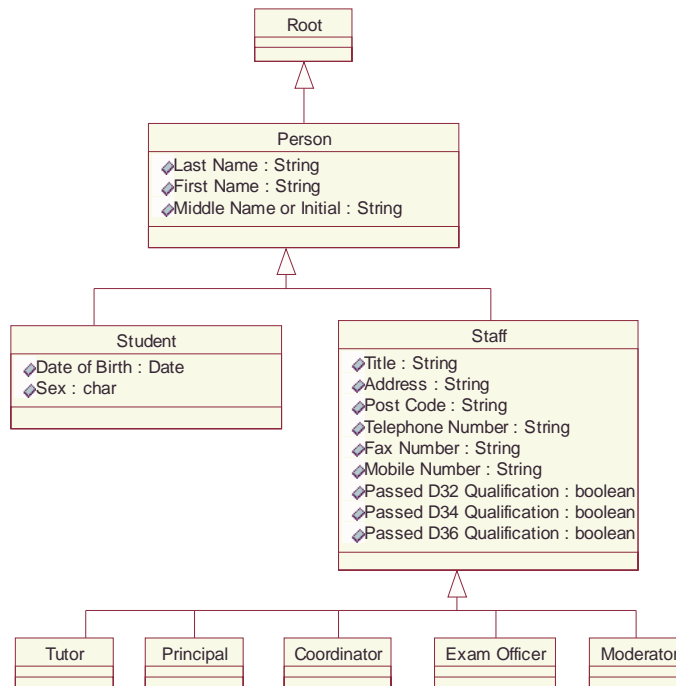 Root
Person
Last Name : String
First Name : String
Middle Name or Initial : String
Student
Date of Birth : Date
Sex : char
Staff
Title : String
Address : String
Post Code : String
Telephone Number : String
Fax Number : String
Mobile Number : String
Passed D32 Qualification : boolean
Passed D34 Qualification : boolean
Passed D36 Qualification : boolean
Tutor
Principal
Coordinator
Exam Officer
Moderator